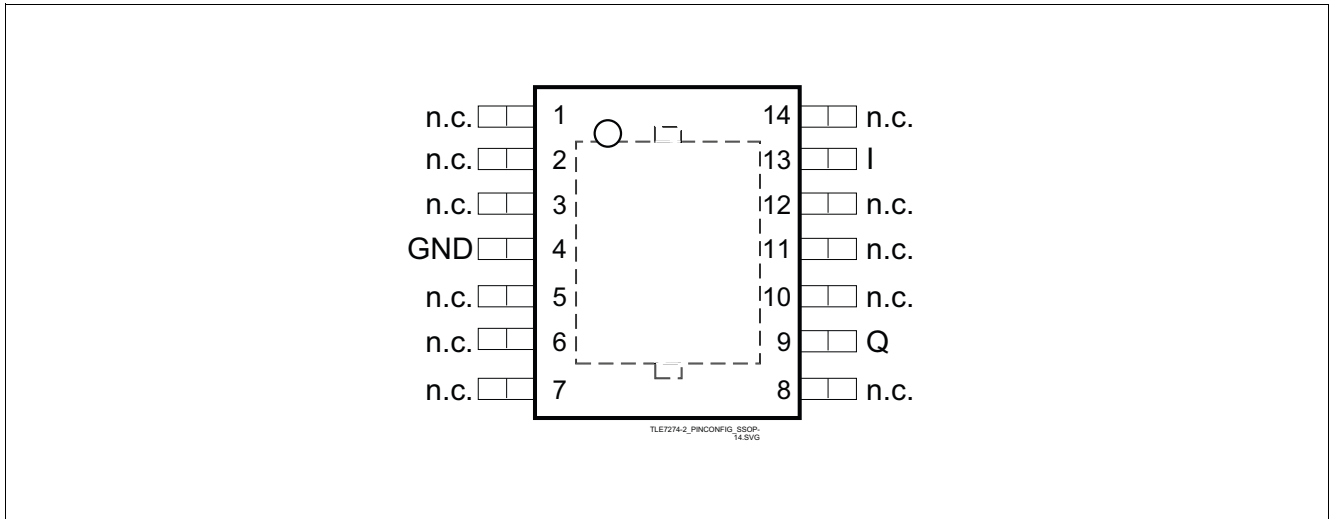 n.c. 1 14 n.c.
n.c. 2 13 I
n.c. 3 12 n.c.
GND 4 11 n.c.
n.c. 5 10 n.c.
n.c. 6 9 Q
n.c. 7 8 n.c.
TLE7274-2_PINCONFIG_SSOP-
14.SVG